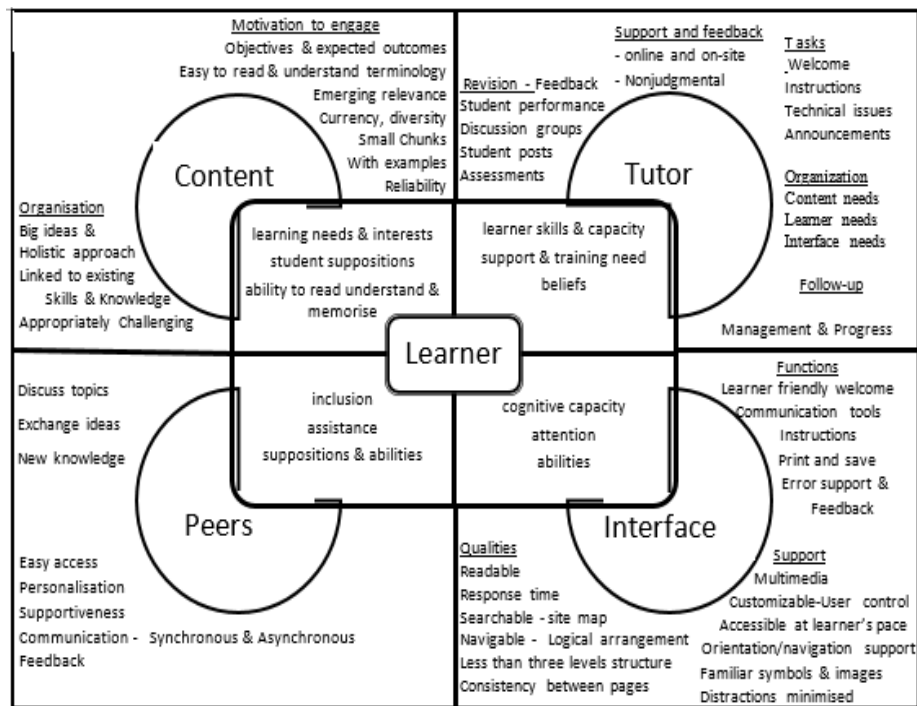 Motivation to engage
Objectives & expected outcomes
Easy to read & understand terminology
Emerging relevance
Currency, diversity
Small Chunks
With examples
Reliability
Content
Organisation
Big ideas &
Holistic approach
Linked to existing
Skills & Knowledge
Appropriately Challenging
learning needs & interests
student suppositions
ability to read understand &
memorise
Support and feedback
- online and on-site
- Nonjudgmental
Revision - Feedback
Student performance
Discussion groups
Student posts
Assessments
Tasks
Welcome
Instructions
Technical issues
Announcements
Tutor
Organization
Content needs
Learner needs
Interface needs
Follow-up
Management & Progress
learner skills & capacity
support & training need
beliefs
Learner
Discuss topics
Exchange ideas
New knowledge
inclusion
assistance
suppositions & abilities
Peers
Easy access
Personalisation
Supportiveness
Communication - Synchronous & Asynchronous
Feedback
cognitive capacity
attention
abilities
Functions
Learner friendly welcome
Communication tools
Instructions
Print and save
Error support &
Feedback
Interface
Qualities
Readable
Response time
Searchable - site map
Navigable - Logical arrangement
Less than three levels structure
Consistency between pages
Support
Multimedia
Customizable-User control
Accessible at learner's pace
Orientation/navigation support
Familiar symbols & images
Distractions minimised